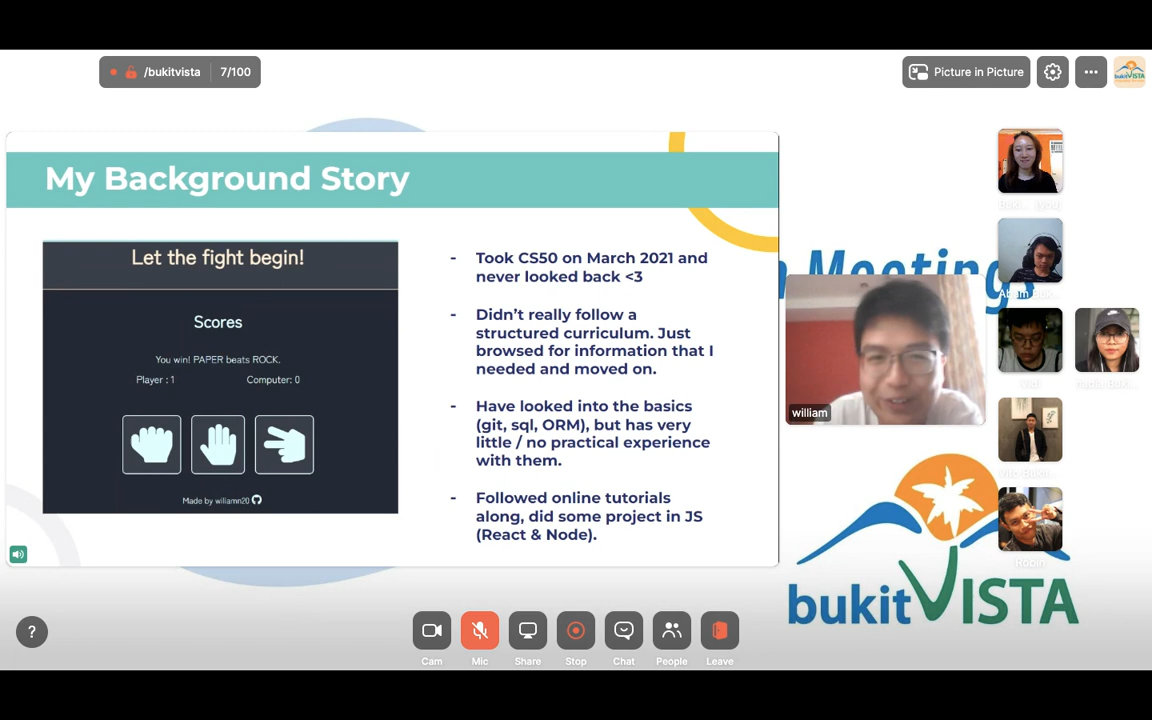 /bukitvista 7/100
Picture in Picture
bukitVISTA
My Background Story
Let the fight begin!
Scores
You win! PAPER beats ROCK.
Player : 1 Computer: 0
Made by wiliamn20
- Took CS50 on March 2021 and
never looked back <3
- Didn't really follow a
structured curriculum. Just
browsed for information that I
needed and moved on.
- Have looked into the basics
(git, sql, ORM), but has very
little / no practical experience
with them.
- Followed online tutorials
along, did some project in JS
(React & Node).
Meeting
william
Robin
bukitVISTA
?
Cam Mic Share Stop Chat People Leave